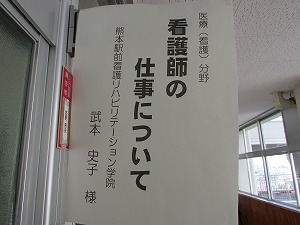 医療（看護）分野
看護師の
仕事について
熊本駅前看護リハビリテーション学院
武本　史子　様